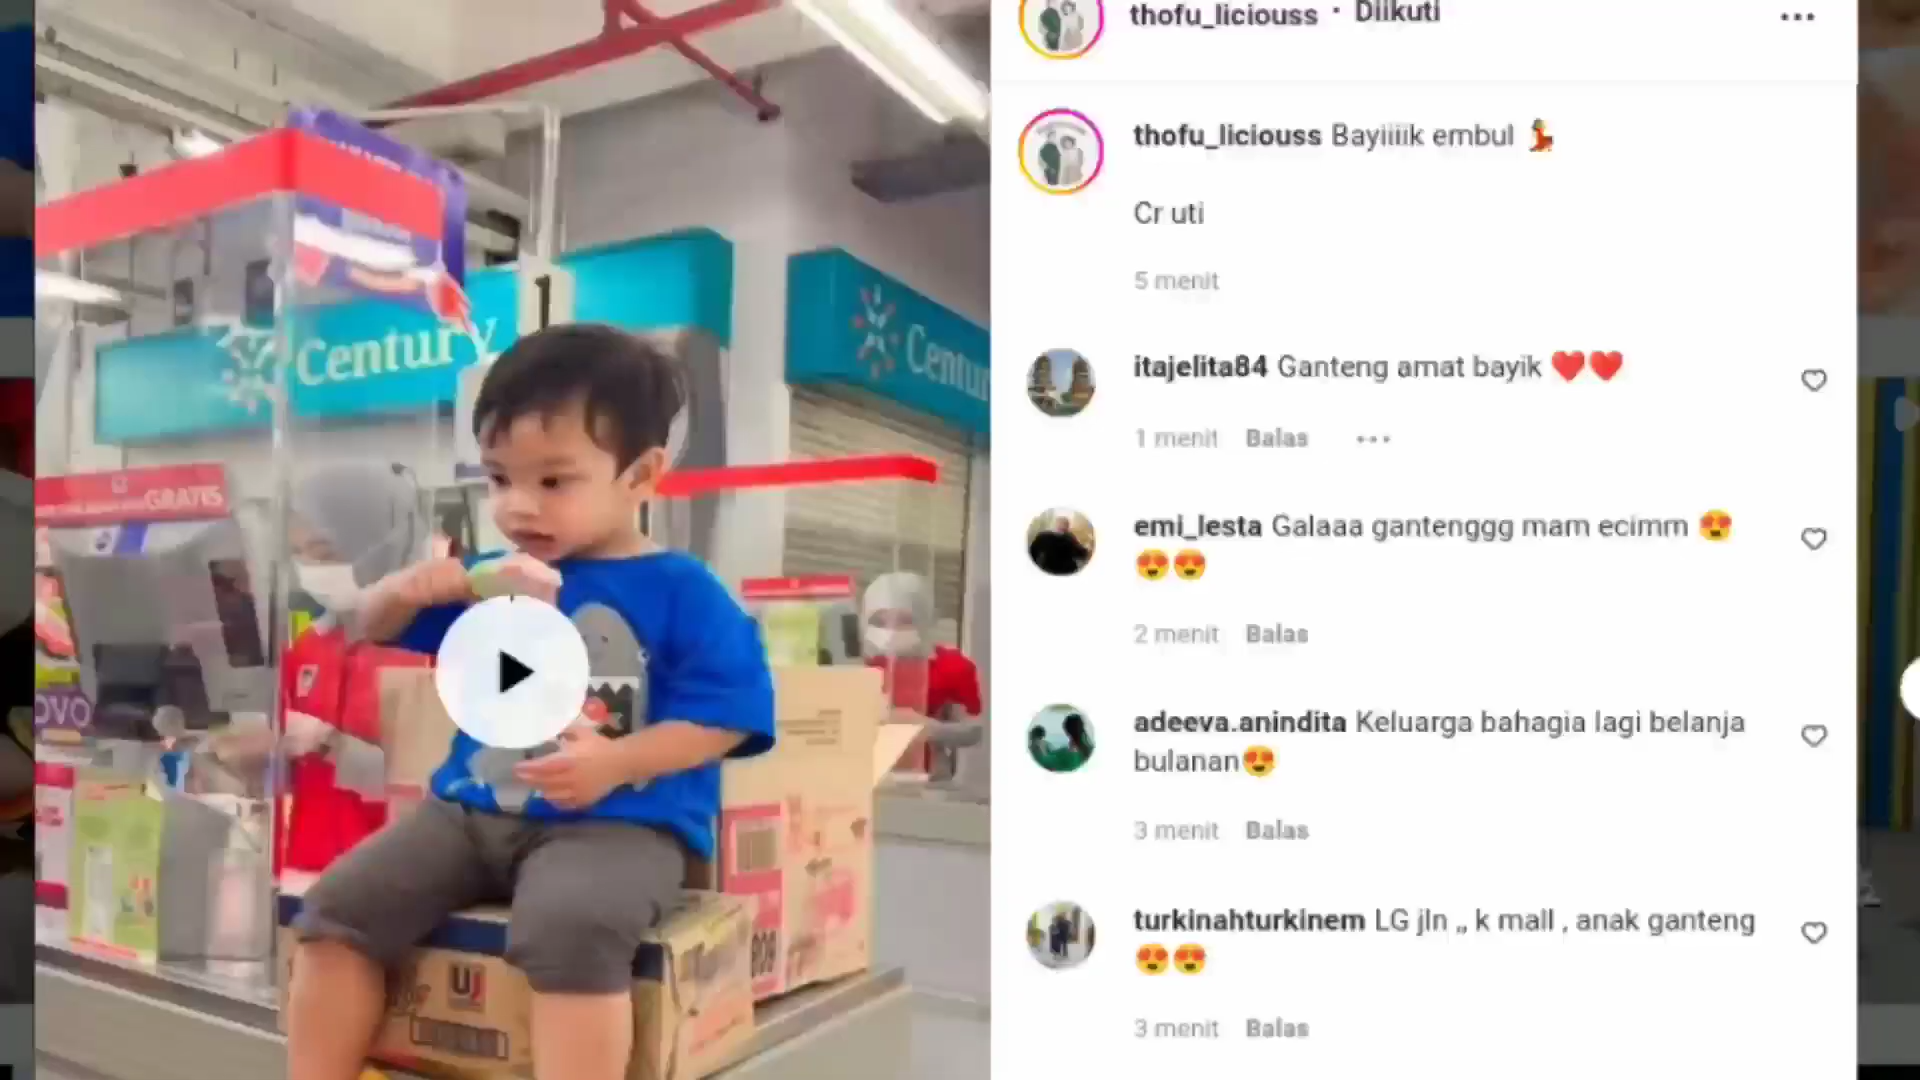 thofu_liciouss • Diikuti
thofu_liciouss Bayiiiik embul 💃
Cr uti
5 menit
itajelita84 Ganteng amat bayik ❤️❤️
1 menit Balas
emi_lesta Galaaa gantenggg mam ecimm 😍
😍😍
2 menit Balas
adeeva.anindita Keluarga bahagia lagi belanja
bulanan😍
3 menit Balas
turkinahturkinem LG jln ,, k mall , anak ganteng
😍😍
3 menit Balas
Century
Centur
GRATIS
OVO